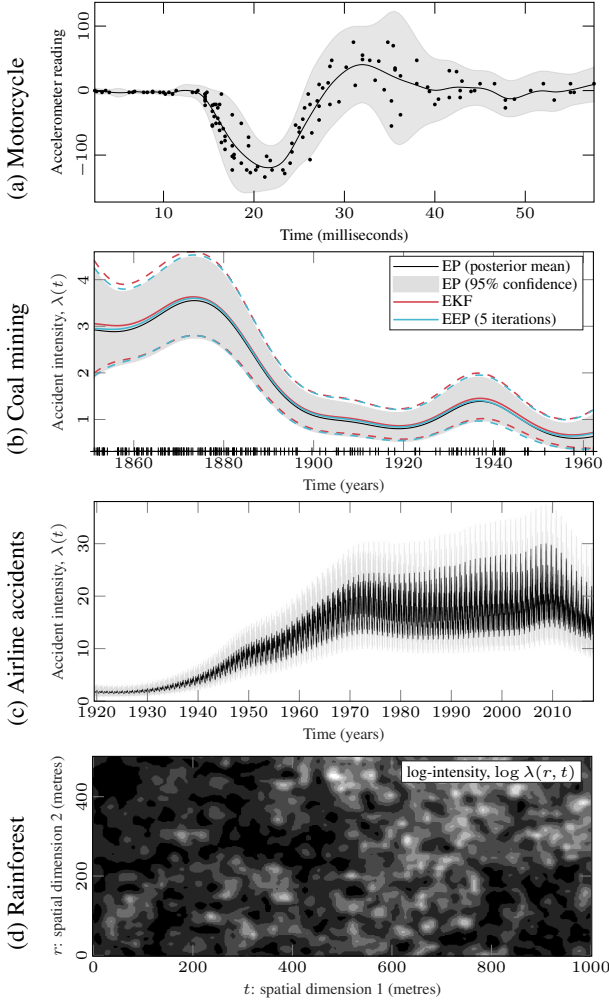 (a) Motorcycle
Accelerometer reading
100
0
−100
10 20 30 40 50
Time (milliseconds)
(b) Coal mining
Accident intensity, λ(t)
4
3
2
1
EP (posterior mean)
EP (95% confidence)
EKF
EEP (5 iterations)
1860 1880 1900 1920 1940 1960
Time (years)
(c) Airline accidents
Accident intensity, λ(t)
30
20
10
0
1920 1930 1940 1950 1960 1970 1980 1990 2000 2010
Time (years)
(d) Rainforest
r: spatial dimension 2 (metres)
400
200
0
log-intensity, log λ(r, t)
0 200 400 600 800 1000
t: spatial dimension 1 (metres)